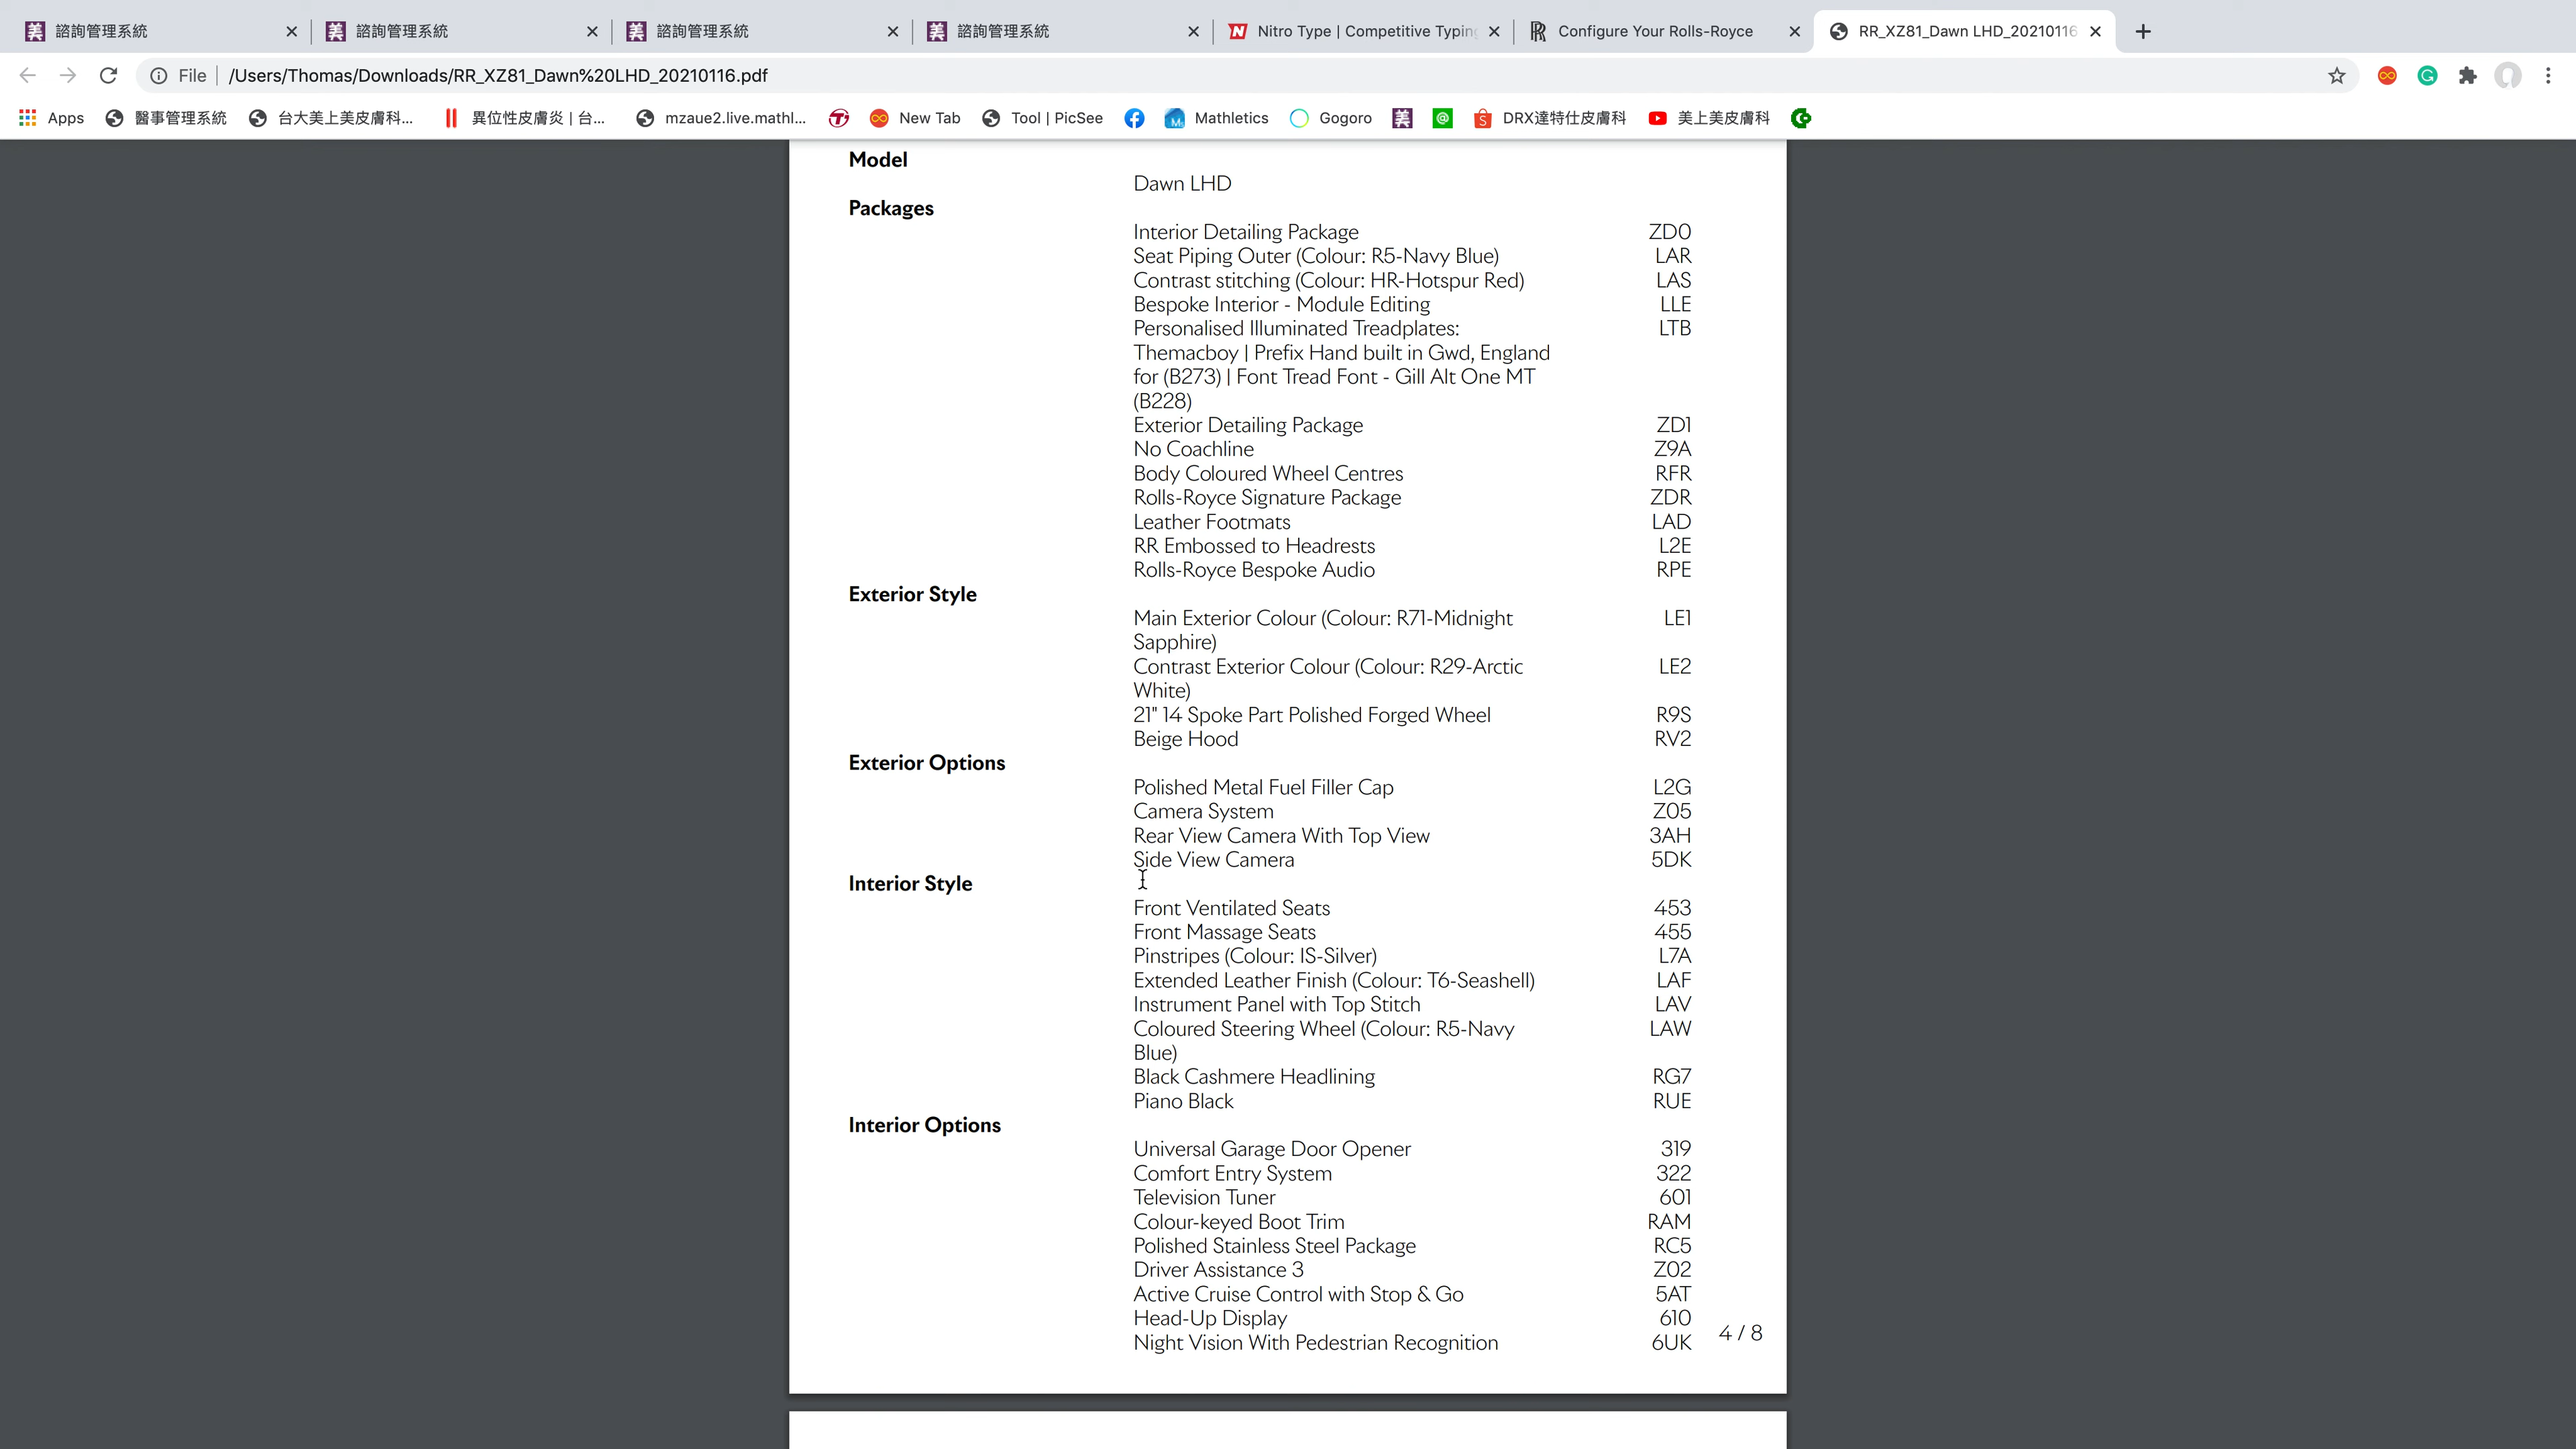 諮詢管理系統
諮詢管理系統
諮詢管理系統
諮詢管理系統
Nitro Type | Competitive Typing
Configure Your Rolls-Royce
RR_XZ81_Dawn LHD_20210116
File
/Users/Thomas/Downloads/RR_XZ81_Dawn%20LHD_20210116.pdf
Apps
醫事管理系統
台大美上美皮膚科...
異位性皮膚炎 | 台...
mzaue2.live.mathl...
New Tab
Tool | PicSee
Mathletics
Gogoro
美
DRX達特仕皮膚科
美上美皮膚科
Model
Dawn LHD
Packages
Interior Detailing Package ZD0
Seat Piping Outer (Colour: R5-Navy Blue) LAR
Contrast stitching (Colour: HR-Hotspur Red) LAS
Bespoke Interior - Module Editing LLE
Personalised Illuminated Treadplates: LTB
Themacboy | Prefix Hand built in Gwd, England
for (B273) | Font Tread Font - Gill Alt One MT
(B228)
Exterior Detailing Package ZD1
No Coachline Z9A
Body Coloured Wheel Centres RFR
Rolls-Royce Signature Package ZDR
Leather Footmats LAD
RR Embossed to Headrests L2E
Rolls-Royce Bespoke Audio RPE
Exterior Style
Main Exterior Colour (Colour: R71-Midnight LE1
Sapphire)
Contrast Exterior Colour (Colour: R29-Arctic LE2
White)
21" 14 Spoke Part Polished Forged Wheel R9S
Beige Hood RV2
Exterior Options
Polished Metal Fuel Filler Cap L2G
Camera System Z05
Rear View Camera With Top View 3AH
Side View Camera 5DK
Interior Style
Front Ventilated Seats 453
Front Massage Seats 455
Pinstripes (Colour: IS-Silver) L7A
Extended Leather Finish (Colour: T6-Seashell) LAF
Instrument Panel with Top Stitch LAV
Coloured Steering Wheel (Colour: R5-Navy LAW
Blue)
Black Cashmere Headlining RG7
Piano Black RUE
Interior Options
Universal Garage Door Opener 319
Comfort Entry System 322
Television Tuner 601
Colour-keyed Boot Trim RAM
Polished Stainless Steel Package RC5
Driver Assistance 3 Z02
Active Cruise Control with Stop & Go 5AT
Head-Up Display 610
Night Vision With Pedestrian Recognition 6UK
4 / 8